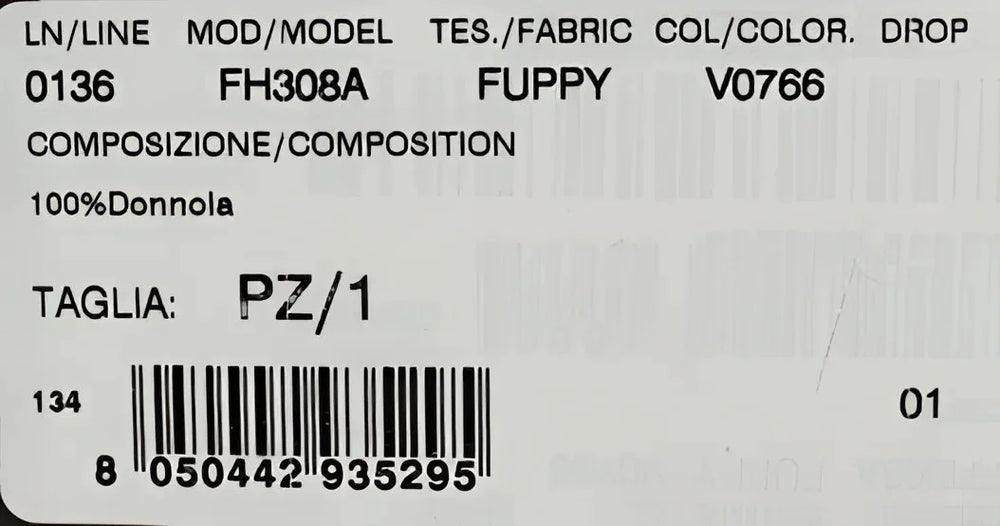 LN/LINE MOD/MODEL TES./FABRIC COL/COLOR. DROP
0136 FH308A FUPPY V0766
COMPOSIZIONE/COMPOSITION
100%Donnola
TAGLIA: PZ/1
134
01
8 050442 935295